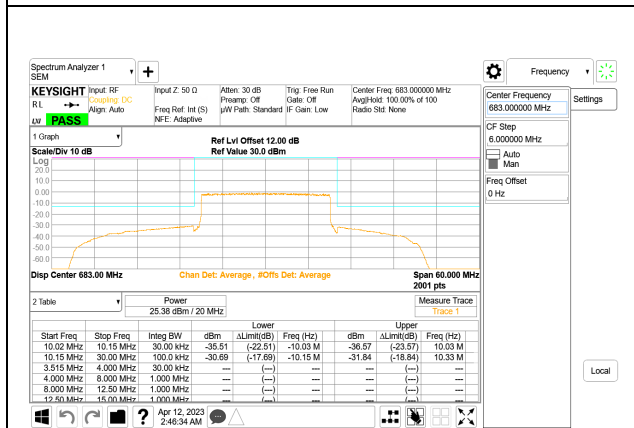 Spectrum Analyzer 1
SEM
+
Frequency
KEYSIGHT
Input: RF
Coupling: DC
Align: Auto
Input Z: 50 Ω
Freq Ref: Int (S)
NFE: Adaptive
Atten: 30 dB
Preamp: Off
µW Path: Standard
Trig: Free Run
Gate: Off
IF Gain: Low
Center Freq: 683.000000 MHz
Avg|Hold: 100.00% of 100
Radio Std: None
R L
LXI
PASS
Center Frequency
683.000000 MHz
Settings
CF Step
6.000000 MHz
Auto
Man
Freq Offset
0 Hz
1 Graph
Scale/Div 10 dB
Ref Lvl Offset 12.00 dB
Ref Value 30.0 dBm
Log
20.0
10.0
0.00
-10.0
-20.0
-30.0
-40.0
-50.0
-60.0
Disp Center 683.00 MHz
Chan Det: Average , #Offs Det: Average
Span 60.000 MHz
2001 pts
2 Table
Power
25.38 dBm / 20 MHz
Measure Trace
Trace 1
Lower Upper
Start Freq Stop Freq Integ BW dBm ΔLimit(dB) Freq (Hz) dBm ΔLimit(dB) Freq (Hz)
10.02 MHz 10.15 MHz 30.00 kHz -35.51 (-22.51) -10.03 M -36.57 (-23.57) 10.03 M
10.15 MHz 30.00 MHz 100.0 kHz -30.69 (-17.69) -10.15 M -31.84 (-18.84) 10.33 M
3.515 MHz 4.000 MHz 30.00 kHz --- (---) --- (---)
4.000 MHz 8.000 MHz 1.000 MHz --- (---) --- (---)
8.000 MHz 12.50 MHz 1.000 MHz --- (---) --- (---)
12.50 MHz 15.00 MHz 1.000 MHz --- (---) --- (---)
Local
?
Apr 12, 2023
2:46:34 AM